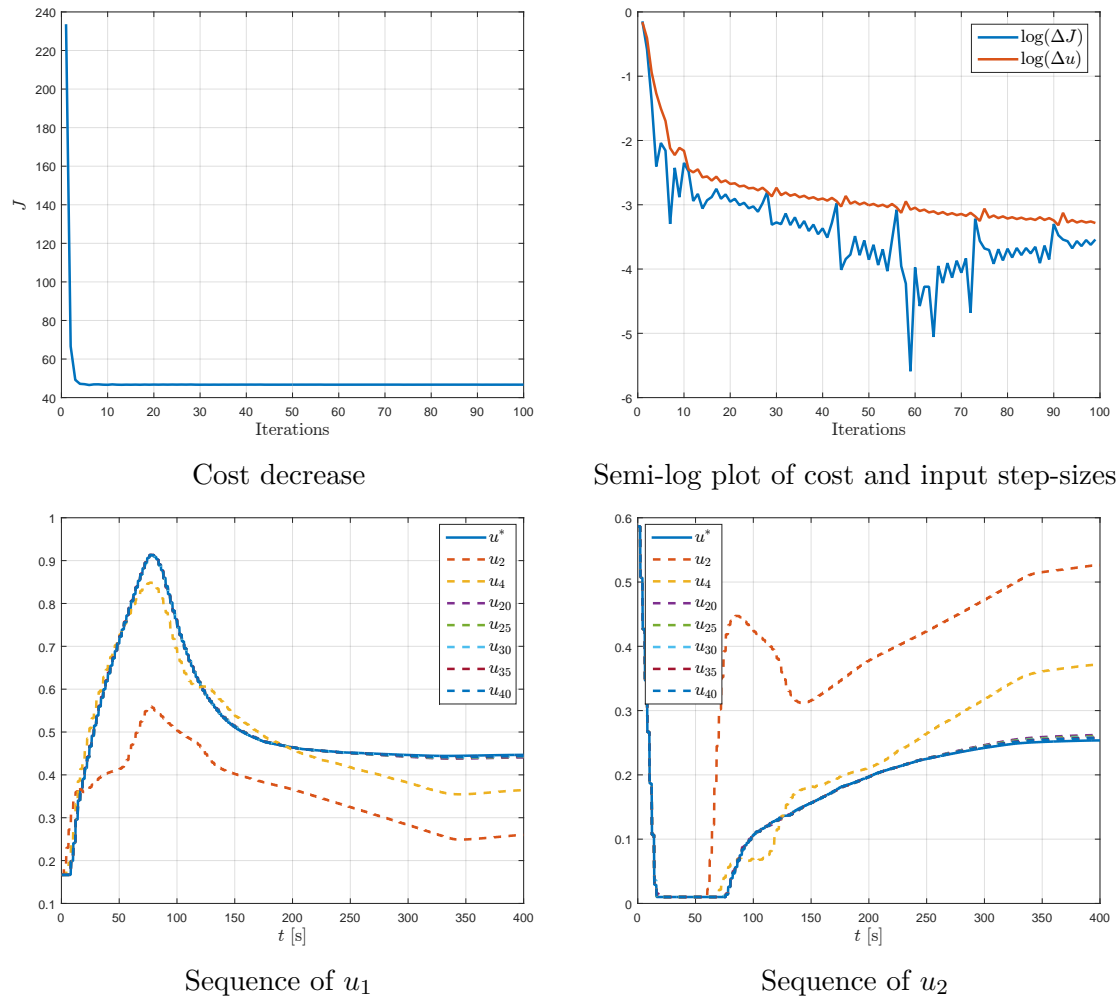 240
220
200
180
160
140
120
100
80
60
40
J
0 10 20 30 40 50 60 70 80 90 100
Iterations
Cost decrease
0
-1
-2
-3
-4
-5
-6
log(ΔJ)
log(Δu)
0 10 20 30 40 50 60 70 80 90 100
Iterations
Semi-log plot of cost and input step-sizes
1
0.9
0.8
0.7
0.6
0.5
0.4
0.3
0.2
0.1
u*
u₂
u₄
u₂₀
u₂₅
u₃₀
u₃₅
u₄₀
0 50 100 150 200 250 300 350 400
t [s]
Sequence of u₁
0.6
0.5
0.4
0.3
0.2
0.1
0
u*
u₂
u₄
u₂₀
u₂₅
u₃₀
u₃₅
u₄₀
0 50 100 150 200 250 300 350 400
t [s]
Sequence of u₂